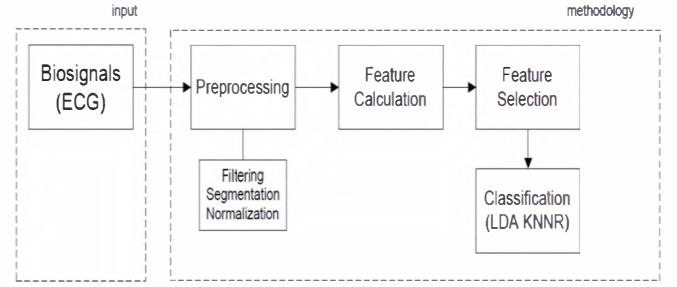 input
methodology
Biosignals
(ECG)
Preprocessing
Feature
Calculation
Feature
Selection
Filtering
Segmentation
Normalization
Classification
(LDA KNNR)